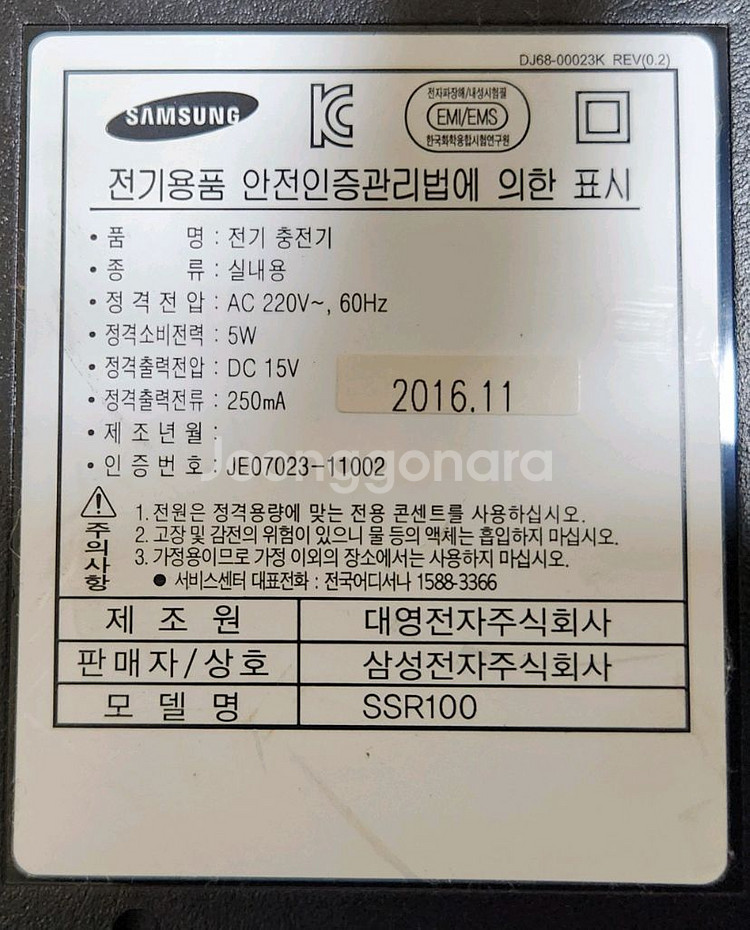 DJ68-00023K REV(0.2)
SAMSUNG
전자파장해/내성시험필
EMI/EMS
한국화학융합시험연구원
전기용품 안전인증관리법에 의한 표시
• 품 명 : 전기 충전기
• 종 류 : 실내용
• 정격전압 : AC 220V~, 60Hz
• 정격소비전력 : 5W
• 정격출력전압 : DC 15V
• 정격출력전류 : 250mA
2016.11
• 제조년월 :
• 인증번호 : JE07023-11002
Joonggonara
주의사항
1. 전원은 정격용량에 맞는 전용 콘센트를 사용하십시오.
2. 고장 및 감전의 위험이 있으니 물 등의 액체는 흡입하지 마십시오.
3. 가정용이므로 가정 이외의 장소에서는 사용하지 마십시오.
● 서비스센터 대표전화 : 전국어디서나 1588-3366
제 조 원 대영전자주식회사
판매자/상호 삼성전자주식회사
모 델 명 SSR100